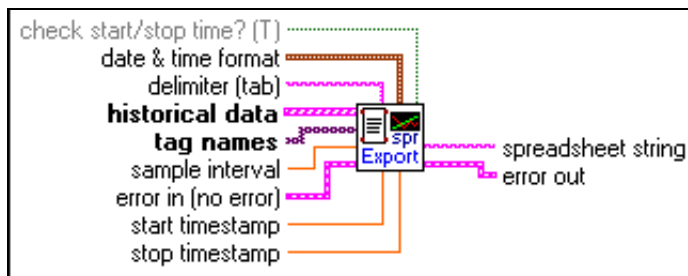 check start/stop time? (T)
date & time format
delimiter (tab)
historical data
tag names
sample interval
error in (no error)
start timestamp
stop timestamp
spr
Export
spreadsheet string
error out